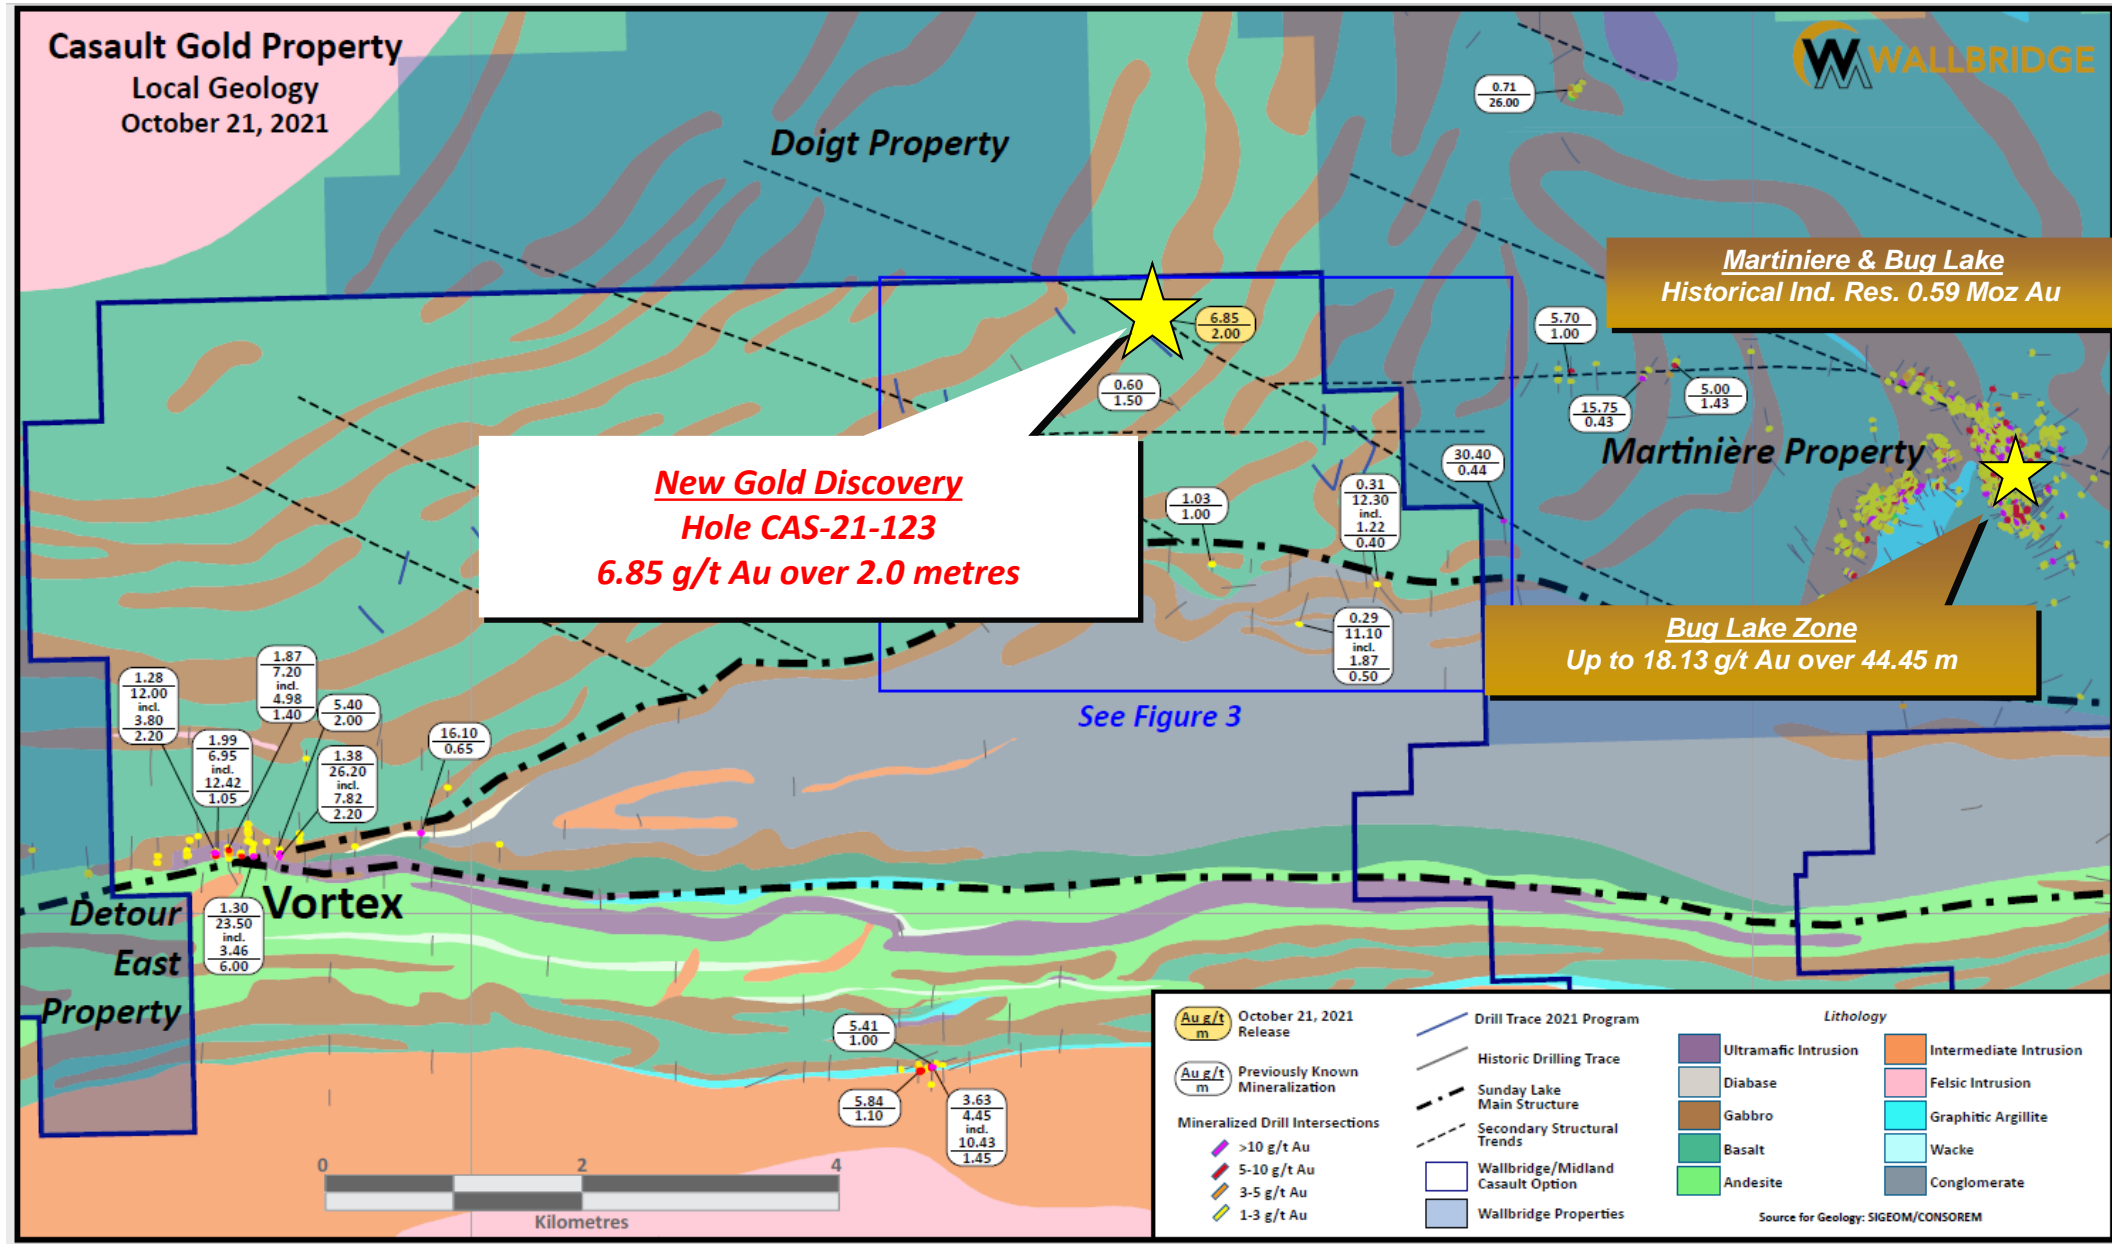 Casault Gold Property
Local Geology
October 21, 2021
WALLBRIDGE
Doigt Property
0.71
26.00
Martiniere & Bug Lake
Historical Ind. Res. 0.59 Moz Au
6.85
2.00
5.70
1.00
0.60
1.50
15.75
0.43
5.00
1.43
Martinière Property
New Gold Discovery
Hole CAS-21-123
6.85 g/t Au over 2.0 metres
30.40
0.44
1.03
1.00
0.31
12.30
incl.
1.22
0.40
0.29
11.10
incl.
1.87
0.50
Bug Lake Zone
Up to 18.13 g/t Au over 44.45 m
See Figure 3
1.28
12.00
incl.
3.80
2.20
1.87
7.20
incl.
4.98
1.40
5.40
2.00
1.99
6.95
incl.
12.42
1.05
1.38
26.20
incl.
7.82
2.20
16.10
0.65
Vortex
1.30
23.50
incl.
3.46
6.00
Detour
East
Property
5.41
1.00
5.84
1.10
3.63
4.45
incl.
10.43
1.45
0 2 4
Kilometres
Au g/t
m
October 21, 2021
Release
Au g/t
m
Previously Known
Mineralization
Mineralized Drill Intersections
>10 g/t Au
5-10 g/t Au
3-5 g/t Au
1-3 g/t Au
Drill Trace 2021 Program
Historic Drilling Trace
Sunday Lake
Main Structure
Secondary Structural
Trends
Wallbridge/Midland
Casault Option
Wallbridge Properties
Lithology
Ultramafic Intrusion
Diabase
Gabbro
Basalt
Andesite
Intermediate Intrusion
Felsic Intrusion
Graphitic Argillite
Wacke
Conglomerate
Source for Geology: SIGEOM/CONSOREM